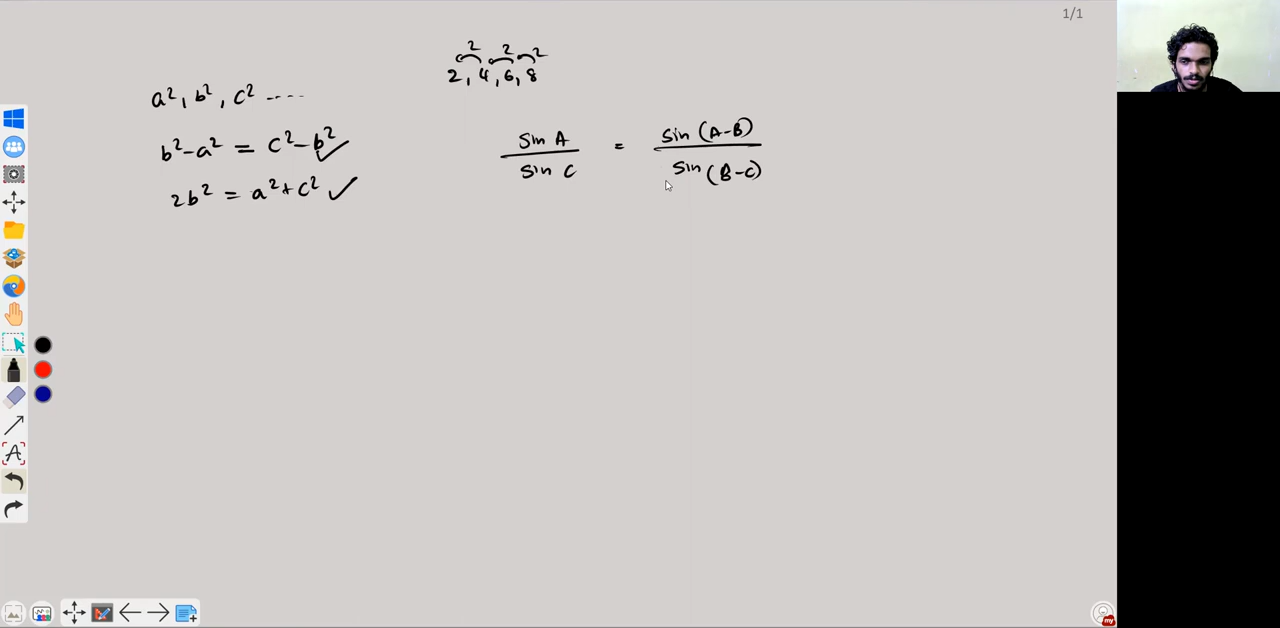 1/1
2 2 2
2, 4, 6, 8
a², b², c² ----
b²-a² = c²-b² ✓
2b² = a²+c² ✓
sin A / sin C = sin (A-B) / sin (B-C)
A
my